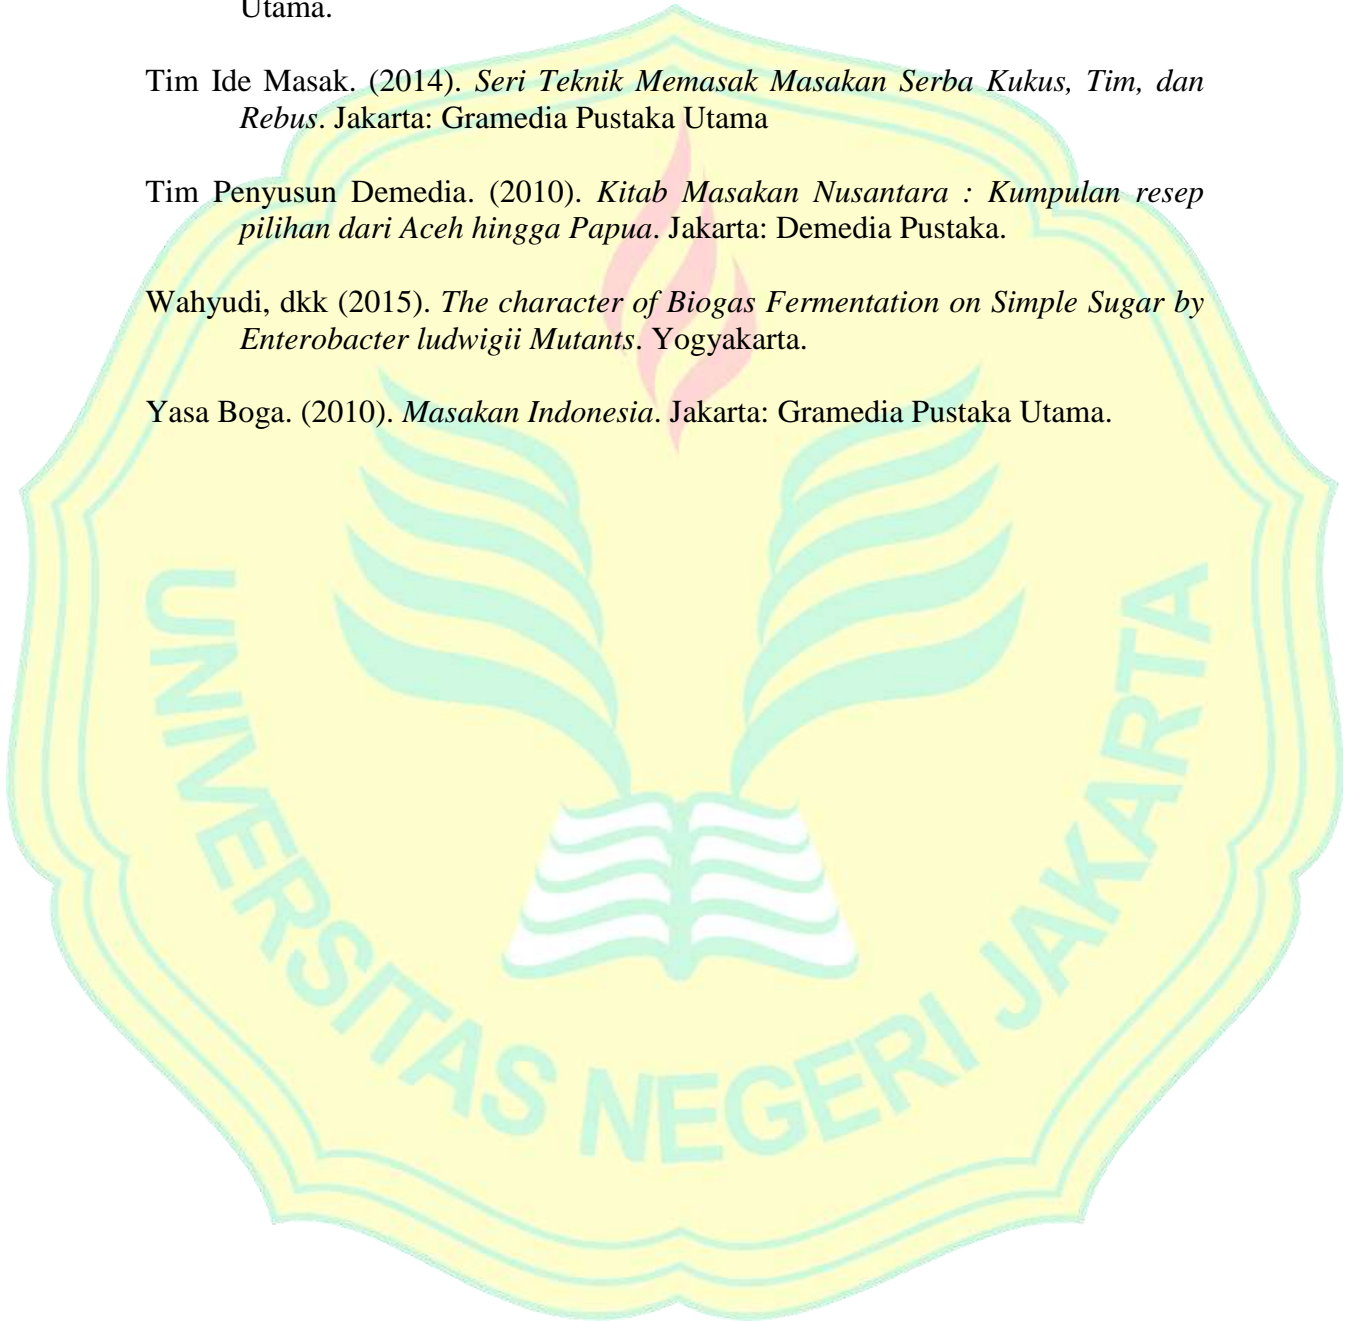 Utama.
Tim Ide Masak. (2014). Seri Teknik Memasak Masakan Serba Kukus, Tim, dan
Rebus. Jakarta: Gramedia Pustaka Utama
Tim Penyusun Demedia. (2010). Kitab Masakan Nusantara : Kumpulan resep
pilihan dari Aceh hingga Papua. Jakarta: Demedia Pustaka.
Wahyudi, dkk (2015). The character of Biogas Fermentation on Simple Sugar by
Enterobacter ludwigii Mutants. Yogyakarta.
Yasa Boga. (2010). Masakan Indonesia. Jakarta: Gramedia Pustaka Utama.
UNIVERSITAS NEGERI JAKARTA